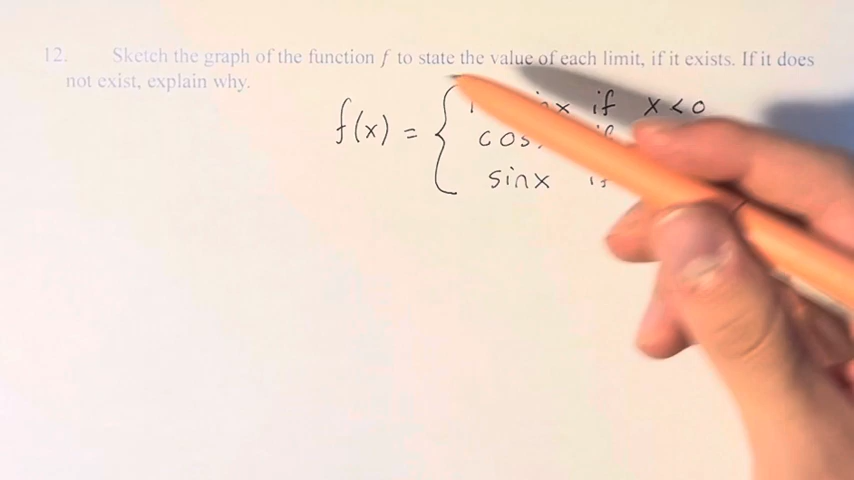 12. Sketch the graph of the function f to state the value of each limit, if it exists. If it does
not exist, explain why.
f(x) = { if x < 0
cos
sinx if